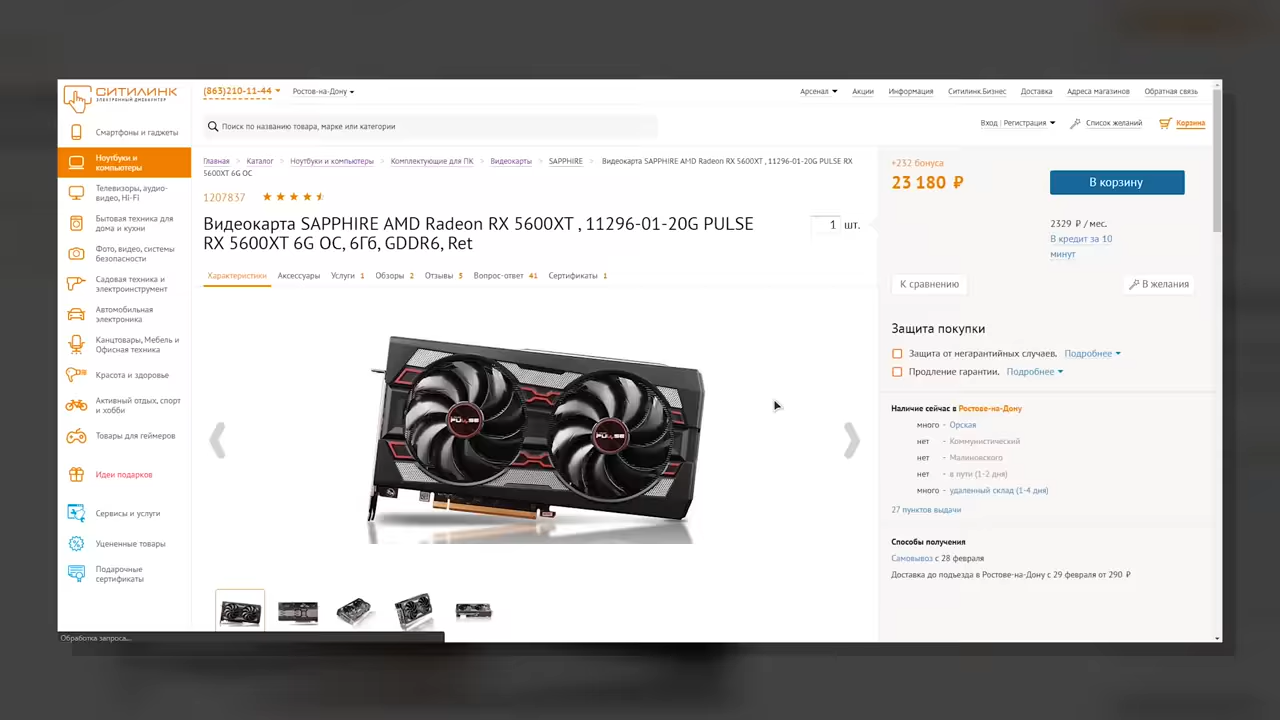 СИТИЛИНК
ЭЛЕКТРОННЫЙ ДИСКАУНТЕР
(863)210-11-44
Ростов-на-Дону
Арсенал
Акции
Информация
Ситилинк.Бизнес
Доставка
Адреса магазинов
Обратная связь
Поиск по названию товара, марке или категории
Вход | Регистрация
Список желаний
Корзина
Смартфоны и гаджеты
Ноутбуки и
компьютеры
Телевизоры, аудио-
видео, Hi-Fi
Бытовая техника для
дома и кухни
Фото, видео, системы
безопасности
Садовая техника и
электроинструмент
Автомобильная
электроника
Канцтовары, Мебель и
Офисная техника
Красота и здоровье
Активный отдых, спорт
и хобби
Товары для геймеров
Идеи подарков
Сервисы и услуги
Уцененные товары
Подарочные
сертификаты
Обработка запроса...
Главная > Каталог > Ноутбуки и компьютеры > Комплектующие для ПК > Видеокарты > SAPPHIRE > Видеокарта SAPPHIRE AMD Radeon RX 5600XT , 11296-01-20G PULSE RX 5600XT 6G OC
1207837
Видеокарта SAPPHIRE AMD Radeon RX 5600XT , 11296-01-20G PULSE
RX 5600XT 6G OC, 6Гб, GDDR6, Ret
1 шт.
Характеристики
Аксессуары
Услуги 1
Обзоры 2
Отзывы 5
Вопрос-ответ 41
Сертификаты 1
PULSE
PULSE
+232 бонуса
23 180 ₽
В корзину
2329 ₽ / мес.
В кредит за 10
минут
К сравнению
В желания
Защита покупки
Защита от негарантийных случаев. Подробнее
Продление гарантии. Подробнее
Наличие сейчас в Ростове-на-Дону
много - Орская
нет - Коммунистический
нет - Малиновского
нет - в пути (1-2 дня)
много - удаленный склад (1-4 дня)
27 пунктов выдачи
Способы получения
Самовывоз с 28 февраля
Доставка до подъезда в Ростове-на-Дону с 29 февраля от 290 ₽